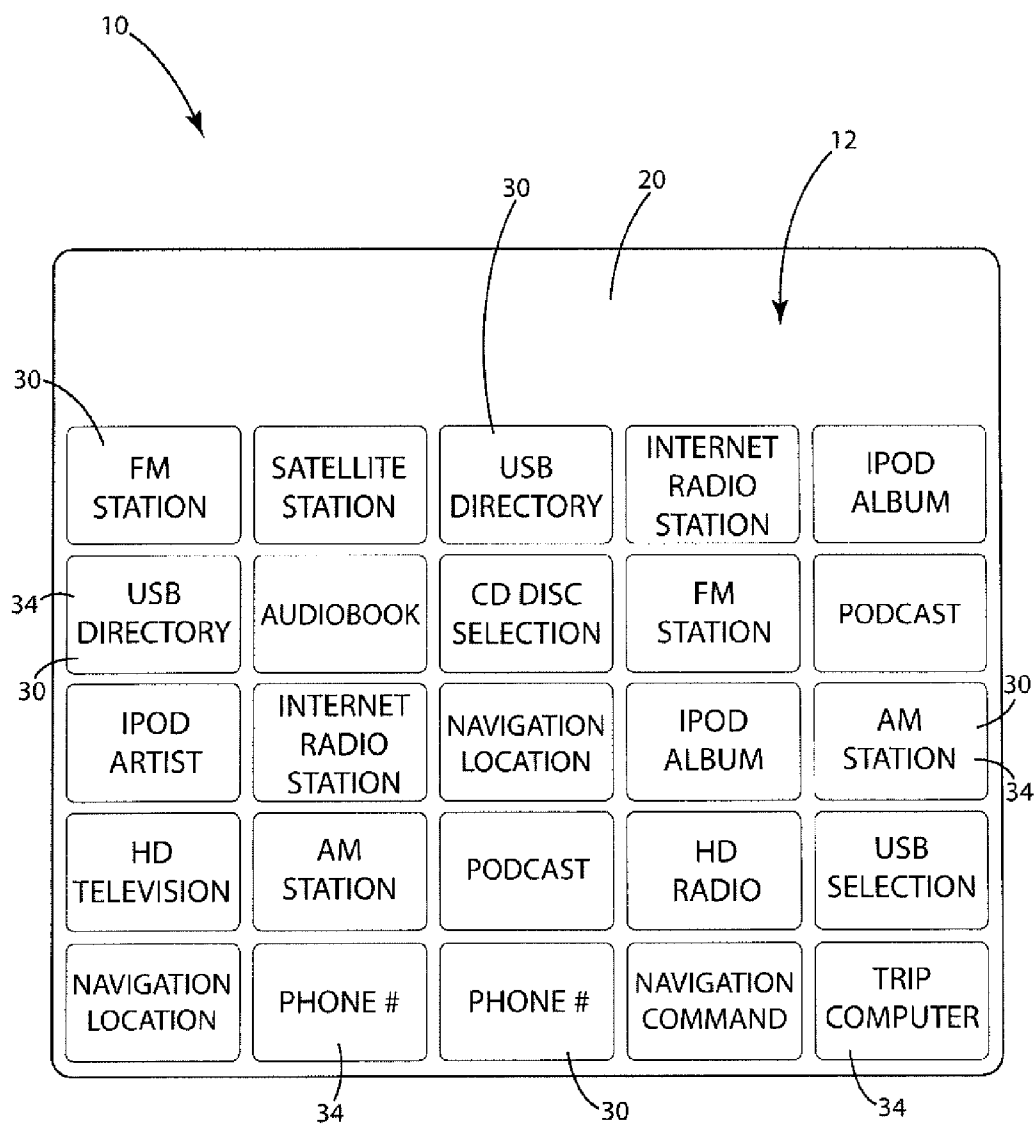 10
12
20
30
30
FM
STATION
SATELLITE
STATION
USB
DIRECTORY
INTERNET
RADIO
STATION
IPOD
ALBUM
34
USB
DIRECTORY
30
AUDIOBOOK
CD DISC
SELECTION
FM
STATION
PODCAST
IPOD
ARTIST
INTERNET
RADIO
STATION
NAVIGATION
LOCATION
IPOD
ALBUM
AM
STATION
30
34
HD
TELEVISION
AM
STATION
PODCAST
HD
RADIO
USB
SELECTION
NAVIGATION
LOCATION
PHONE #
PHONE #
NAVIGATION
COMMAND
TRIP
COMPUTER
34
30
34